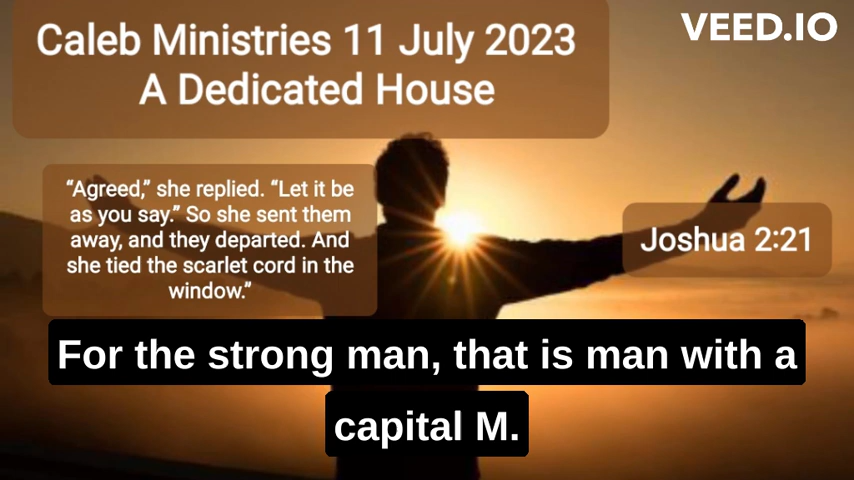 Caleb Ministries 11 July 2023
A Dedicated House
VEED.IO
“Agreed,” she replied. “Let it be
as you say.” So she sent them
away, and they departed. And
she tied the scarlet cord in the
window.”
Joshua 2:21
For the strong man, that is man with a
capital M.